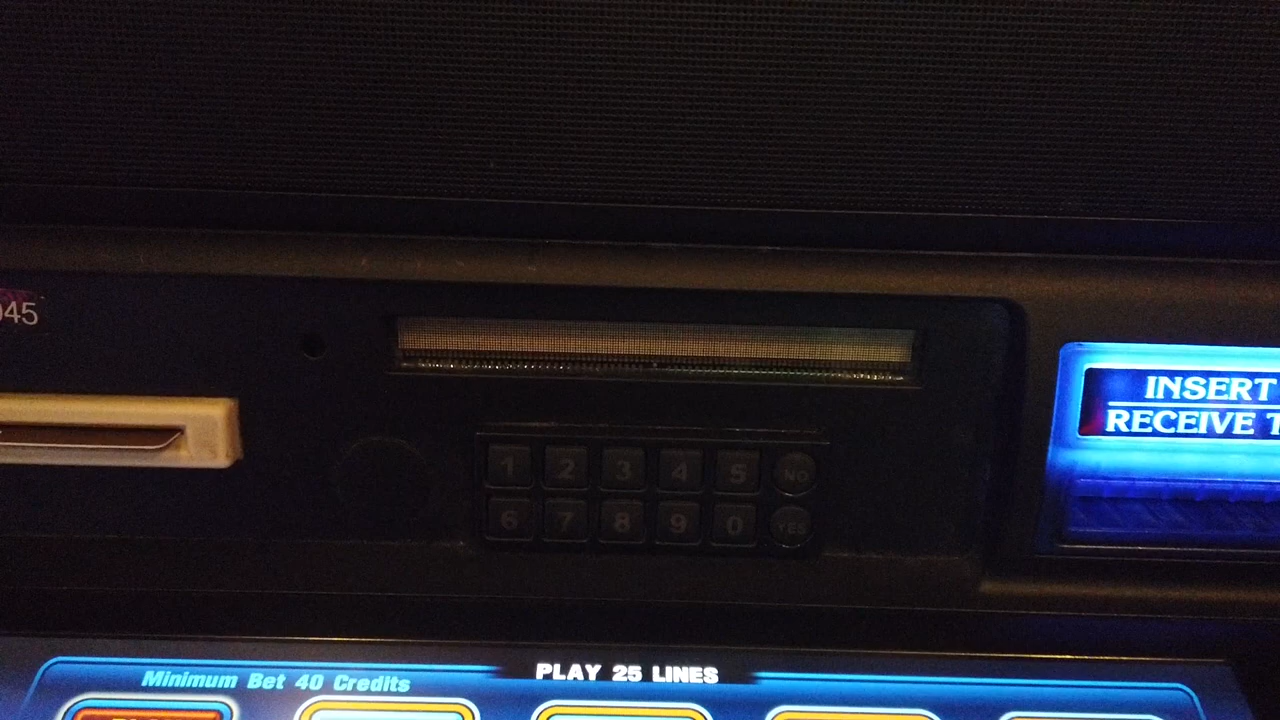 045
INSERT
RECEIVE
1 2 3 4 5 NO
6 7 8 9 0 YES
PLAY 25 LINES
Minimum Bet 40 Credits